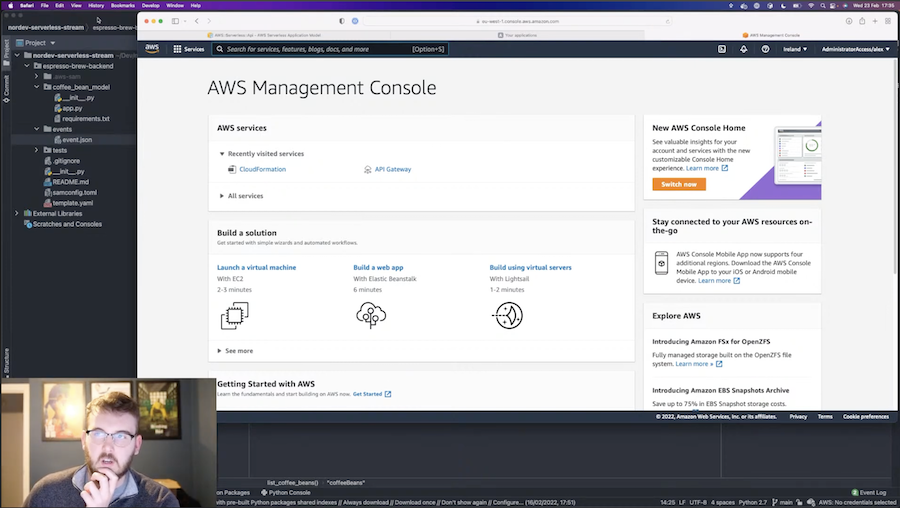 Safari File Edit View History Bookmarks Develop Window Help
Wed 23 Feb 17:35
nordev-serverless-stream espresso-b
eu-west-1.console.aws.amazon.com
AWS::Serverless::Api - AWS Serverless Application Model
Your applications
AWS Management Console
aws Services Search for services, features, blogs, docs, and more [Option+S] Ireland AdministratorAccess/alex
Project
nordev-serverless-stream
espresso-brew-backend
.aws-sam
coffee_bean_model
__init__.py
app.py
requirements.txt
events
event.json
tests
.gitignore
__init__.py
README.md
samconfig.toml
template.yaml
External Libraries
Scratches and Consoles
Project
Commit
Structure
AWS Management Console
AWS services
Recently visited services
CloudFormation
API Gateway
All services
Build a solution
Get started with simple wizards and automated workflows.
Launch a virtual machine
With EC2
2-3 minutes
Build a web app
With Elastic Beanstalk
6 minutes
Build using virtual servers
With Lightsail
1-2 minutes
See more
Getting Started with AWS
Learn the fundamentals and start building on AWS now. Get Started
New AWS Console Home
See valuable insights for your
account and services with the new
customizable Console Home
experience. Learn more
Switch now
Stay connected to your AWS resources on-
the-go
AWS Console Mobile App now supports four
additional regions. Download the AWS Console
Mobile App to your iOS or Android mobile
device. Learn more
Explore AWS
Introducing Amazon FSx for OpenZFS
Fully managed storage built on the OpenZFS file
system. Learn more »
Introducing Amazon EBS Snapshots Archive
Save up to 75% in EBS Snapshot storage costs.
© 2022, Amazon Web Services, Inc. or its affiliates. Privacy Terms Cookie preferences
list_coffee_beans() "coffeeBeans"
Packages Python Console Event Log
with pre-built Python packages shared indexes // Always download // Download once // Don't show again // Configure... (16/02/2022, 17:51) 14:25 LF UTF-8 4 spaces Python 2.7 main AWS: No credentials selected